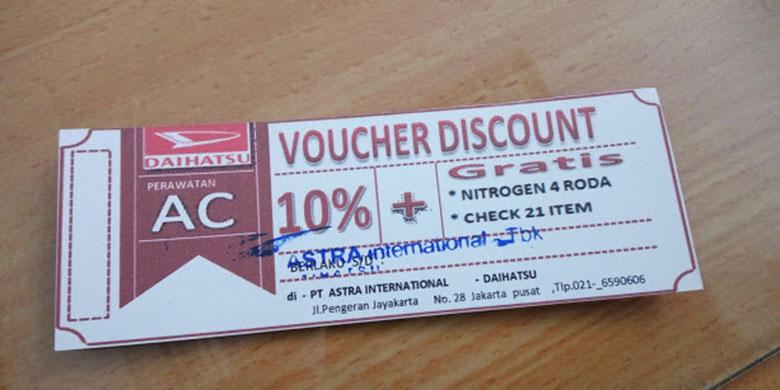 DAIHATSU
PERAWATAN
AC
VOUCHER DISCOUNT
10% +
Gratis
* NITROGEN 4 RODA
* CHECK 21 ITEM
ASTRA international Tbk
BERLAKU S/D :
di - PT ASTRA INTERNATIONAL - DAIHATSU
Jl.Pengeran Jayakarta No. 28 Jakarta pusat ,Tlp.021-_6590606